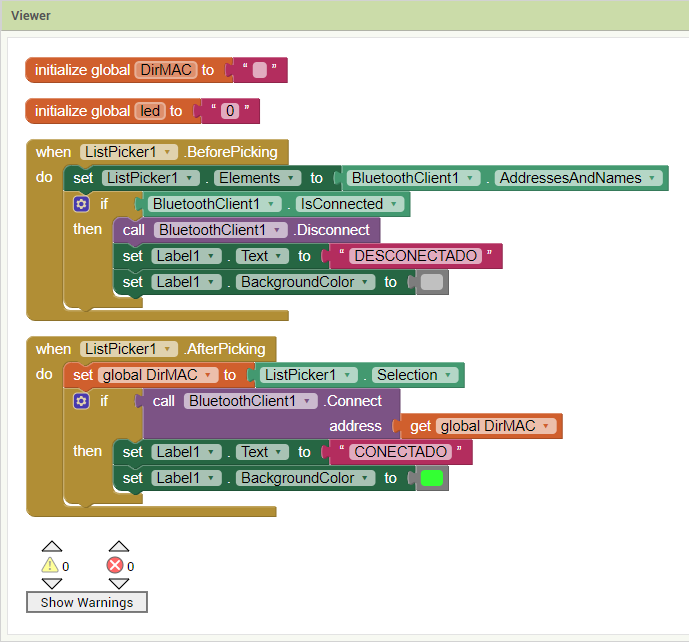 Viewer
initialize global DirMAC to “ ”
initialize global led to “ 0 ”
when ListPicker1 .BeforePicking
do set ListPicker1 . Elements to BluetoothClient1 . AddressesAndNames
if BluetoothClient1 . IsConnected
then call BluetoothClient1 .Disconnect
set Label1 . Text to “ DESCONECTADO ”
set Label1 . BackgroundColor to
when ListPicker1 .AfterPicking
do set global DirMAC to ListPicker1 . Selection
if call BluetoothClient1 .Connect
address get global DirMAC
then set Label1 . Text to “ CONECTADO ”
set Label1 . BackgroundColor to
0 0
Show Warnings